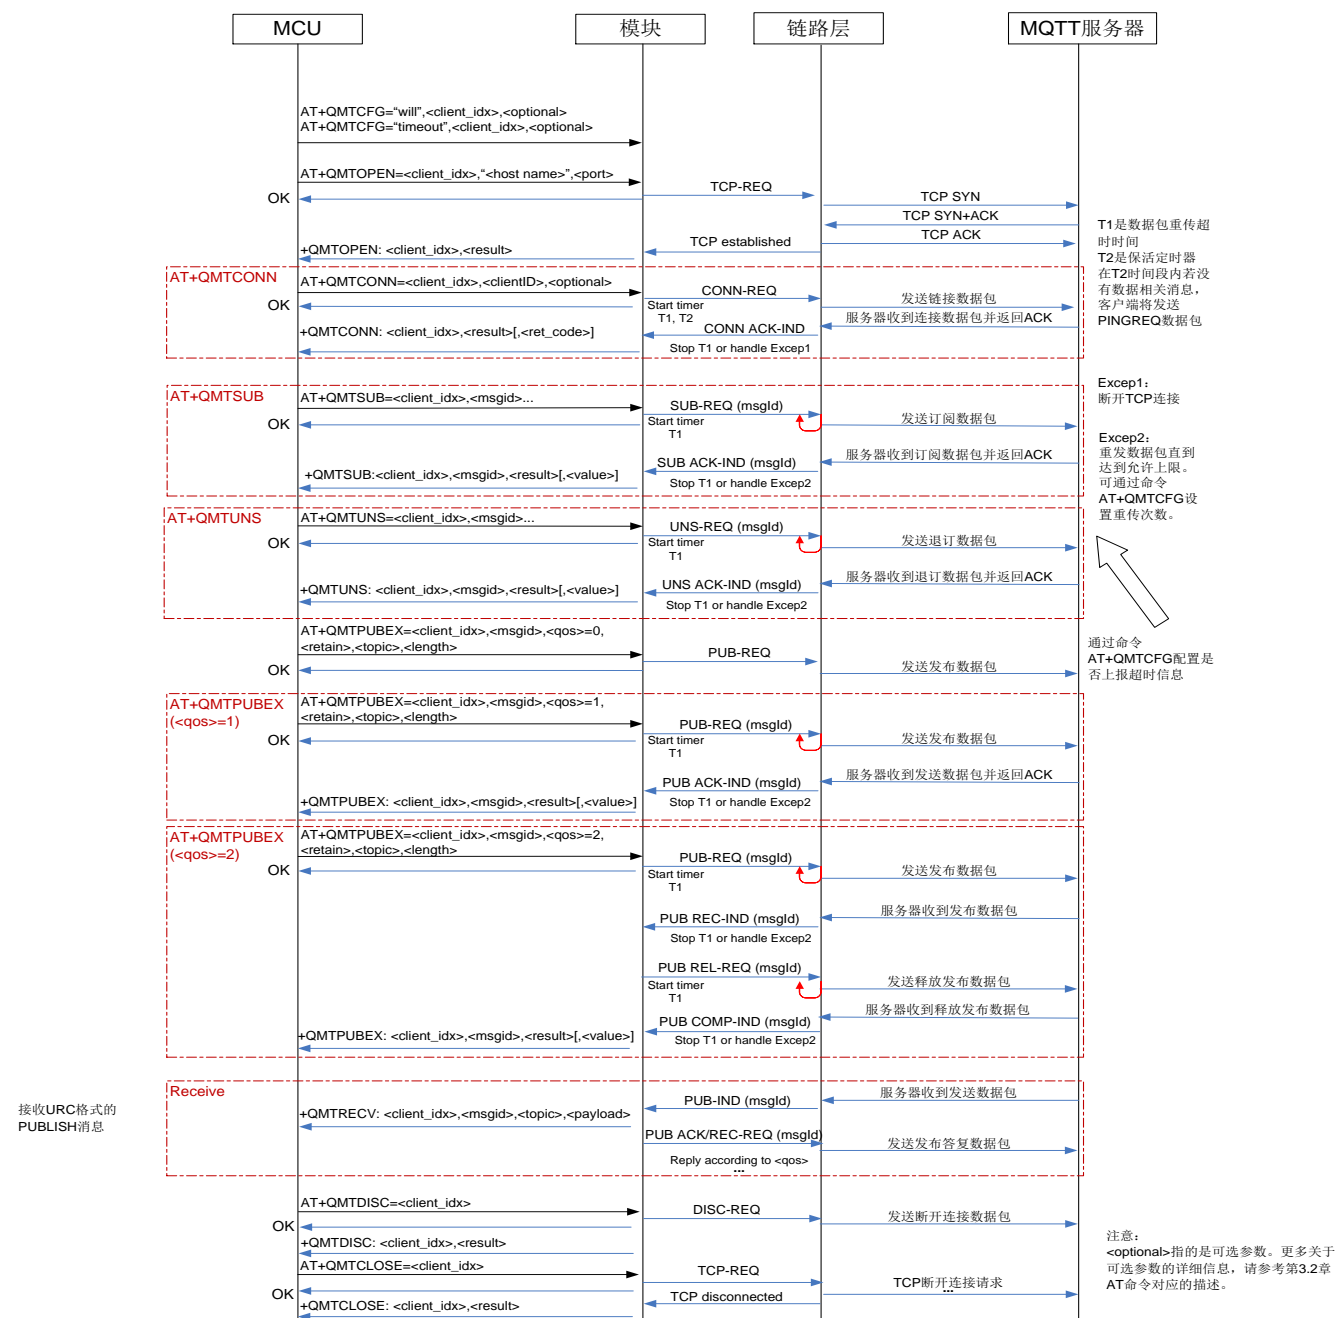 MCU
模块
链路层
MQTT服务器
AT+QMTCFG=“will”,<client_idx>,<optional>
AT+QMTCFG=“timeout”,<client_idx>,<optional>
AT+QMTOPEN=<client_idx>,“<host name>”,<port>
OK
TCP-REQ
TCP SYN
TCP SYN+ACK
TCP ACK
TCP established
+QMTOPEN: <client_idx>,<result>
T1是数据包重传超
时时间
T2是保活定时器
在T2时间段内若没
有数据相关消息，
客户端将发送
PINGREQ数据包
AT+QMTCONN
AT+QMTCONN=<client_idx>,<clientID>,<optional>
OK
CONN-REQ
Start timer
T1, T2
发送链接数据包
服务器收到连接数据包并返回ACK
CONN ACK-IND
Stop T1 or handle Excep1
+QMTCONN: <client_idx>,<result>[,<ret_code>]
Excep1：
断开TCP连接
Excep2：
重发数据包直到
达到允许上限。
可通过命令
AT+QMTCFG设
置重传次数。
AT+QMTSUB
AT+QMTSUB=<client_idx>,<msgid>...
OK
SUB-REQ (msgId)
Start timer
T1
发送订阅数据包
服务器收到订阅数据包并返回ACK
SUB ACK-IND (msgId)
Stop T1 or handle Excep2
+QMTSUB:<client_idx>,<msgid>,<result>[,<value>]
AT+QMTUNS
AT+QMTUNS=<client_idx>,<msgid>...
OK
UNS-REQ (msgId)
Start timer
T1
发送退订数据包
服务器收到退订数据包并返回ACK
UNS ACK-IND (msgId)
Stop T1 or handle Excep2
+QMTUNS: <client_idx>,<msgid>,<result>[,<value>]
通过命令
AT+QMTCFG配置是
否上报超时信息
AT+QMTPUBEX=<client_idx>,<msgid>,<qos>=0,
<retain>,<topic>,<length>
OK
PUB-REQ
发送发布数据包
AT+QMTPUBEX
(<qos>=1)
AT+QMTPUBEX=<client_idx>,<msgid>,<qos>=1,
<retain>,<topic>,<length>
OK
PUB-REQ (msgId)
Start timer
T1
发送发布数据包
服务器收到发送数据包并返回ACK
PUB ACK-IND (msgId)
Stop T1 or handle Excep2
+QMTPUBEX: <client_idx>,<msgid>,<result>[,<value>]
AT+QMTPUBEX
(<qos>=2)
AT+QMTPUBEX=<client_idx>,<msgid>,<qos>=2,
<retain>,<topic>,<length>
OK
PUB-REQ (msgId)
Start timer
T1
发送发布数据包
服务器收到发布数据包
PUB REC-IND (msgId)
Stop T1 or handle Excep2
PUB REL-REQ (msgId)
Start timer
T1
发送释放发布数据包
服务器收到释放发布数据包
PUB COMP-IND (msgId)
Stop T1 or handle Excep2
+QMTPUBEX: <client_idx>,<msgid>,<result>[,<value>]
Receive
接收URC格式的
PUBLISH消息
服务器收到发送数据包
PUB-IND (msgId)
+QMTRECV: <client_idx>,<msgid>,<topic>,<payload>
PUB ACK/REC-REQ (msgId)
发送发布答复数据包
Reply according to <qos>
...
AT+QMTDISC=<client_idx>
OK
DISC-REQ
发送断开连接数据包
+QMTDISC: <client_idx>,<result>
AT+QMTCLOSE=<client_idx>
OK
TCP-REQ
TCP断开连接请求
...
TCP disconnected
+QMTCLOSE: <client_idx>,<result>
注意：
<optional>指的是可选参数。更多关于
可选参数的详细信息，请参考第3.2章
AT命令对应的描述。